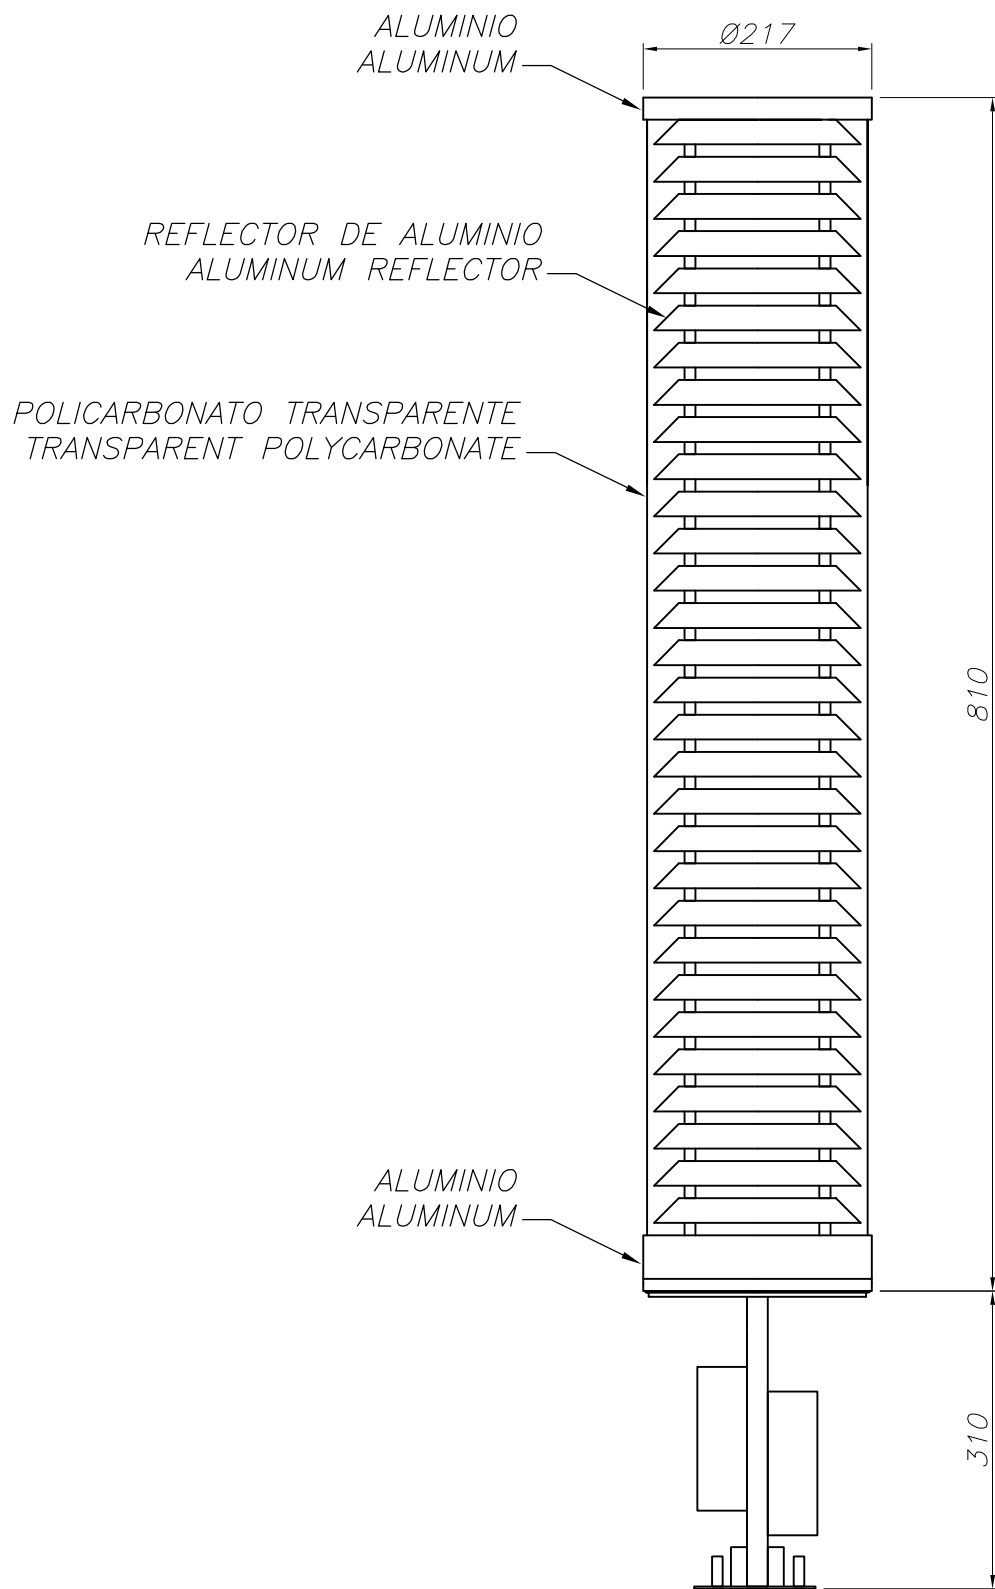 ALUMINIO
ALUMINUM
Ø217
REFLECTOR DE ALUMINIO
ALUMINUM REFLECTOR
POLICARBONATO TRANSPARENTE
TRANSPARENT POLYCARBONATE
810
ALUMINIO
ALUMINUM
310